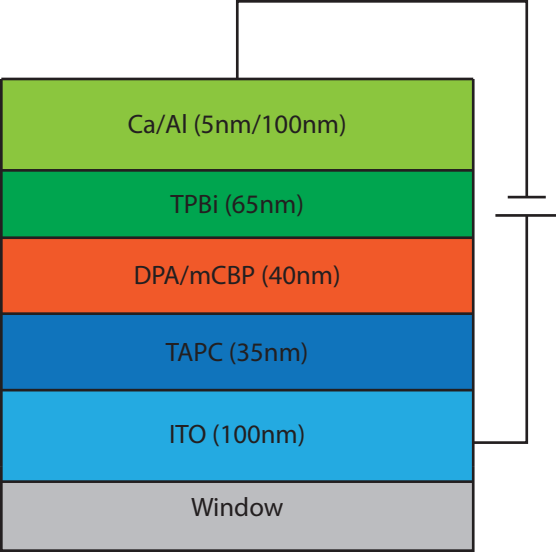 Ca/Al (5nm/100nm)
TPBi (65nm)
DPA/mCBP (40nm)
TAPC (35nm)
ITO (100nm)
Window